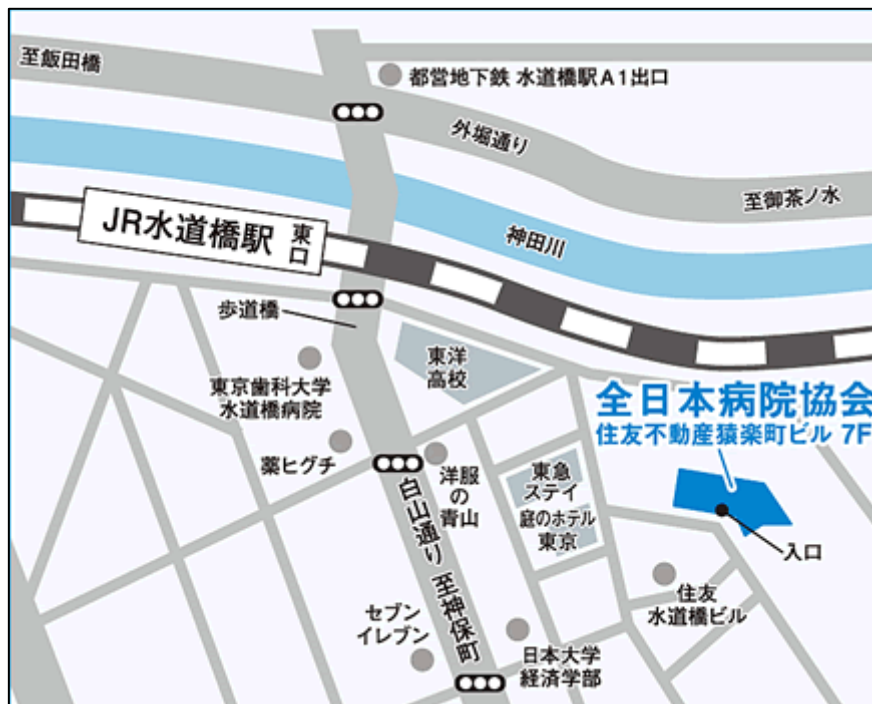 至飯田橋
都営地下鉄 水道橋駅A1出口
外堀通り
至御茶ノ水
神田川
JR水道橋駅
東口
歩道橋
東洋
高校
東京歯科大学
水道橋病院
全日本病院協会
住友不動産猿楽町ビル 7F
薬ヒグチ
洋服
の
青山
東急
ステイ
庭のホテル
東京
白山通り 至神保町
入口
住友
水道橋ビル
セブン
イレブン
日本大学
経済学部